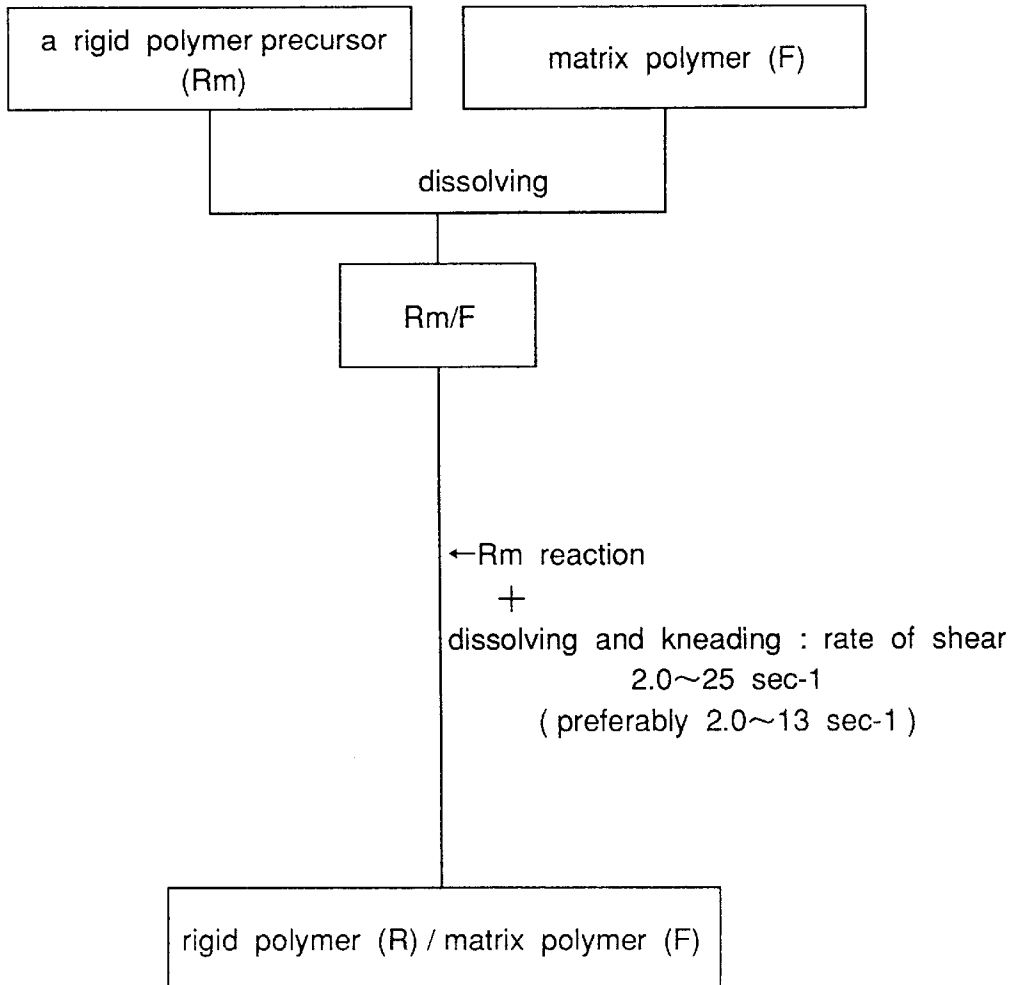 a rigid polymer precursor
(Rm)
matrix polymer (F)
dissolving
Rm/F
←Rm reaction
+
dissolving and kneading : rate of shear
2.0~25 sec-1
( preferably 2.0~13 sec-1 )
rigid polymer (R) / matrix polymer (F)